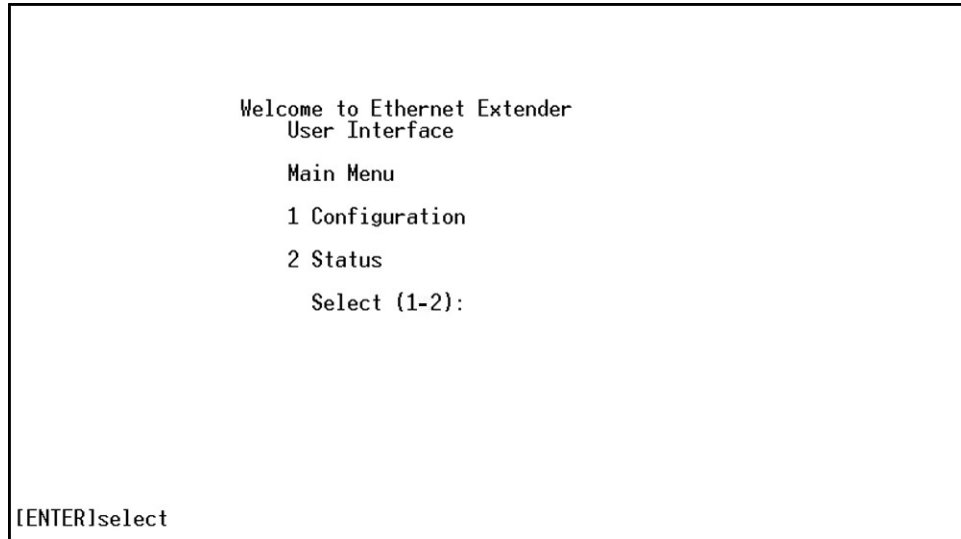 Welcome to Ethernet Extender
User Interface
Main Menu
1 Configuration
2 Status
Select (1-2):
[ENTER]select